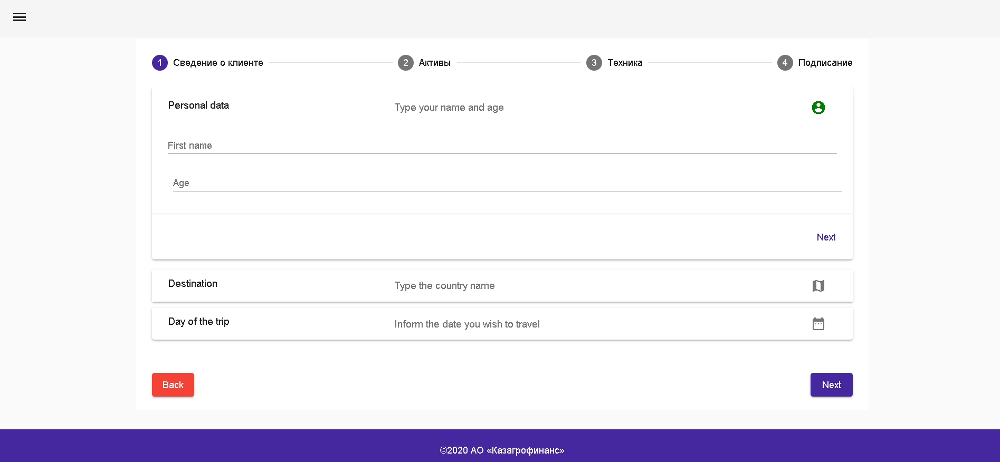 1 Сведение о клиенте 2 Активы 3 Техника 4 Подписание
Personal data Type your name and age
First name
Age
Next
Destination Type the country name
Day of the trip Inform the date you wish to travel
Back Next
©2020 АО «Казагрофинанс»